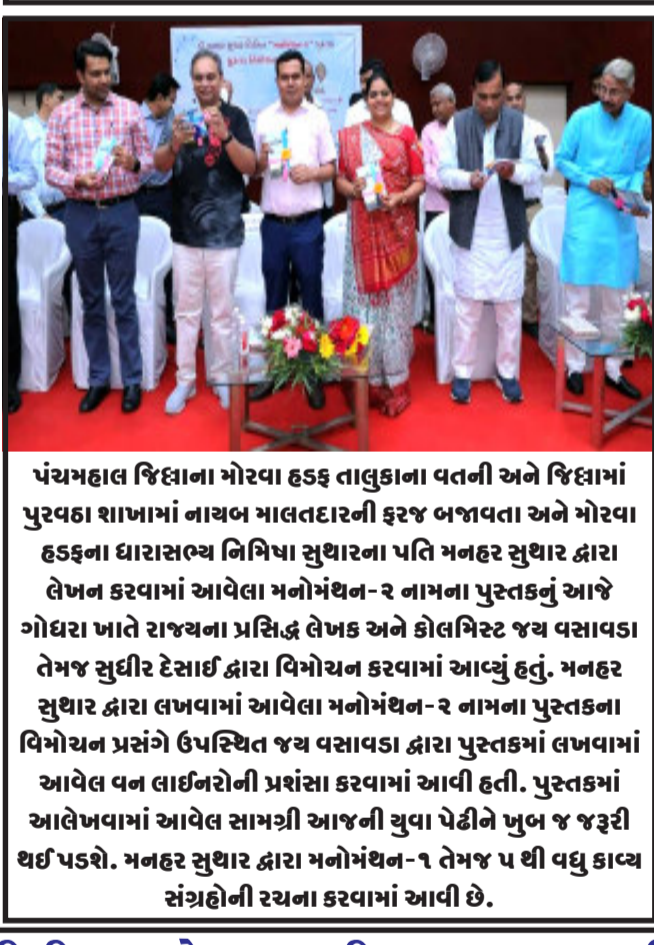 પંચમહાલ જિલ્લાના મોરવા હડફ તાલુકાના વતની અને જિલ્લામાં
પુરવઠા શાખામાં નાયબ માલતદારની ફરજ બજાવતા અને મોરવા
હડફના ધારાસભ્ય નિમિષા સુથારના પતિ મનહર સુથાર દ્વારા
લેખન કરવામાં આવેલા મનોમંથન-૨ નામના પુસ્તકનું આજે
ગોધરા ખાતે રાજ્યના પ્રસિદ્ધ લેખક અને કોલમિસ્ટ જય વસાવડા
તેમજ સુધીર દેસાઈ દ્વારા વિમોચન કરવામાં આવ્યું હતું. મનહર
સુથાર દ્વારા લખવામાં આવેલા મનોમંથન-૨ નામના પુસ્તકના
વિમોચન પ્રસંગે ઉપસ્થિત જય વસાવડા દ્વારા પુસ્તકમાં લખવામાં
આવેલ વન લાઈનરોની પ્રશંસા કરવામાં આવી હતી. પુસ્તકમાં
આલેખવામાં આવેલ સામગ્રી આજની યુવા પેઢીને ખુબ જ જરૂરી
થઈ પડશે. મનહર સુથાર દ્વારા મનોમંથન-૧ તેમજ ૫ થી વધુ કાવ્ય
સંગ્રહોની રચના કરવામાં આવી છે.